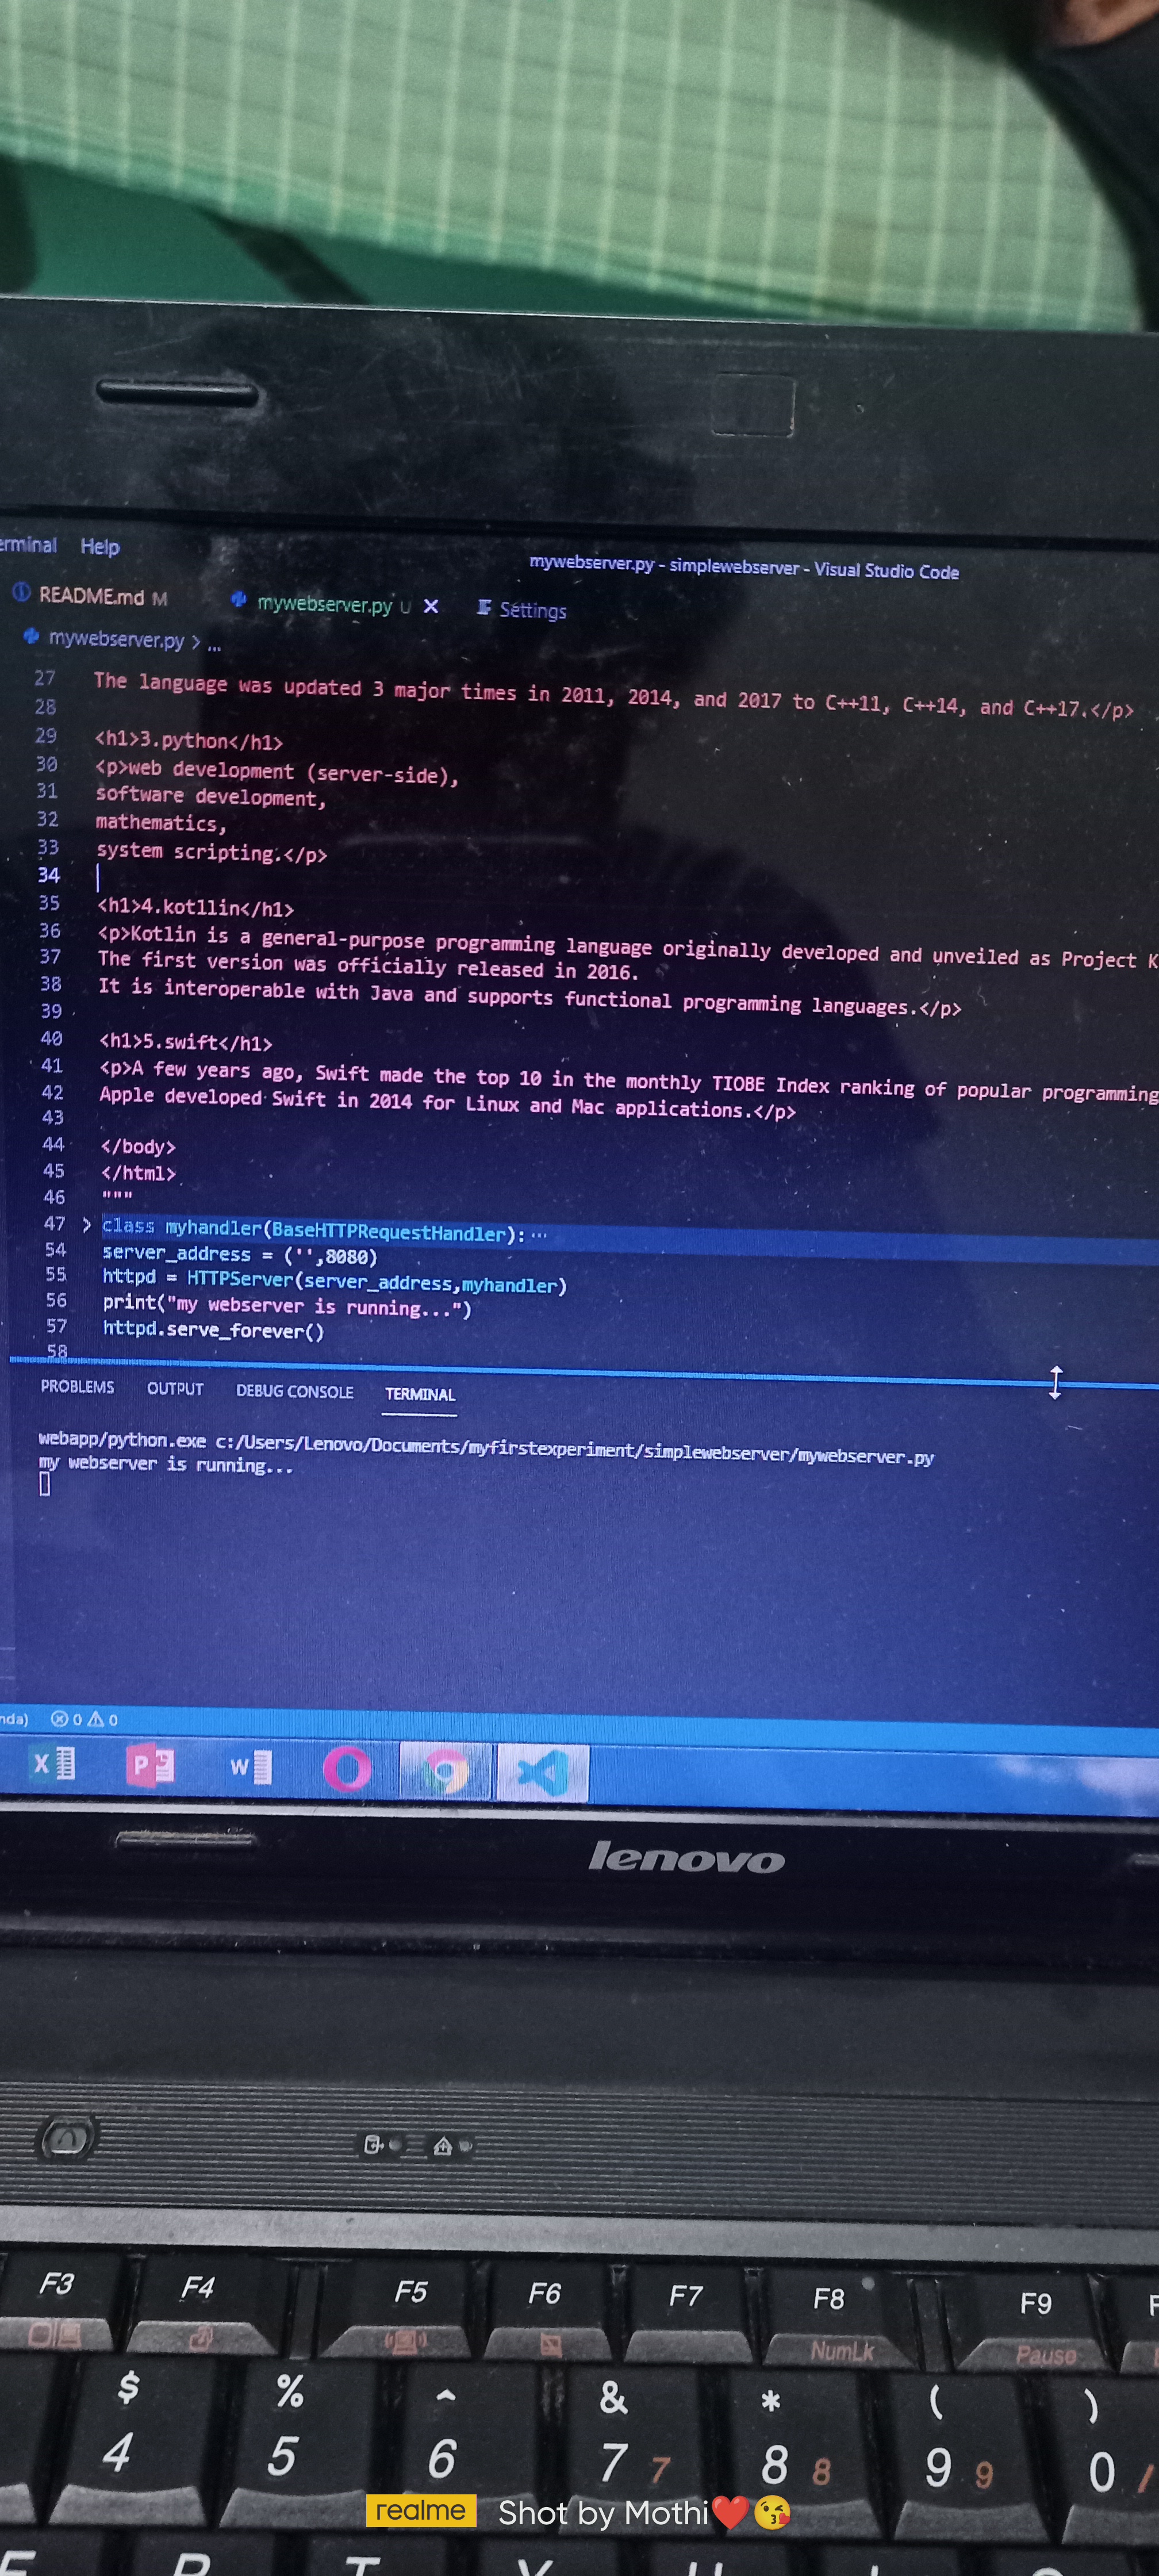 erminal Help
mywebserver.py - simplewebserver - Visual Studio Code
README.md M mywebserver.py U Settings
mywebserver.py > ...
27 The language was updated 3 major times in 2011, 2014, and 2017 to C++11, C++14, and C++17.</p>
28
29 <h1>3.python</h1>
30 <p>web development (server-side),
31 software development,
32 mathematics,
33 system scripting.</p>
34
35 <h1>4.kotllin</h1>
36 <p>Kotlin is a general-purpose programming language originally developed and unveiled as Project K
37 The first version was officially released in 2016.
38 It is interoperable with Java and supports functional programming languages.</p>
39
40 <h1>5.swift</h1>
41 <p>A few years ago, Swift made the top 10 in the monthly TIOBE Index ranking of popular programming
42 Apple developed Swift in 2014 for Linux and Mac applications.</p>
43
44 </body>
45 </html>
46 """
47 > class myhandler(BaseHTTPRequestHandler): ...
54 server_address = ('',8080)
55 httpd = HTTPServer(server_address,myhandler)
56 print("my webserver is running...")
57 httpd.serve_forever()
58
PROBLEMS OUTPUT DEBUG CONSOLE TERMINAL
webapp/python.exe c:/Users/Lenovo/Documents/myfirstexperiment/simplewebserver/mywebserver.py
my webserver is running...
nda) 0 0
X P W
lenovo
F3 F4 F5 F6 F7 F8 F9 F
NumLk Pause
$ % ^ & * ( )
4 5 6 7 7 8 8 9 9 0 /
realme Shot by Mothi❤️😘
R T Y U